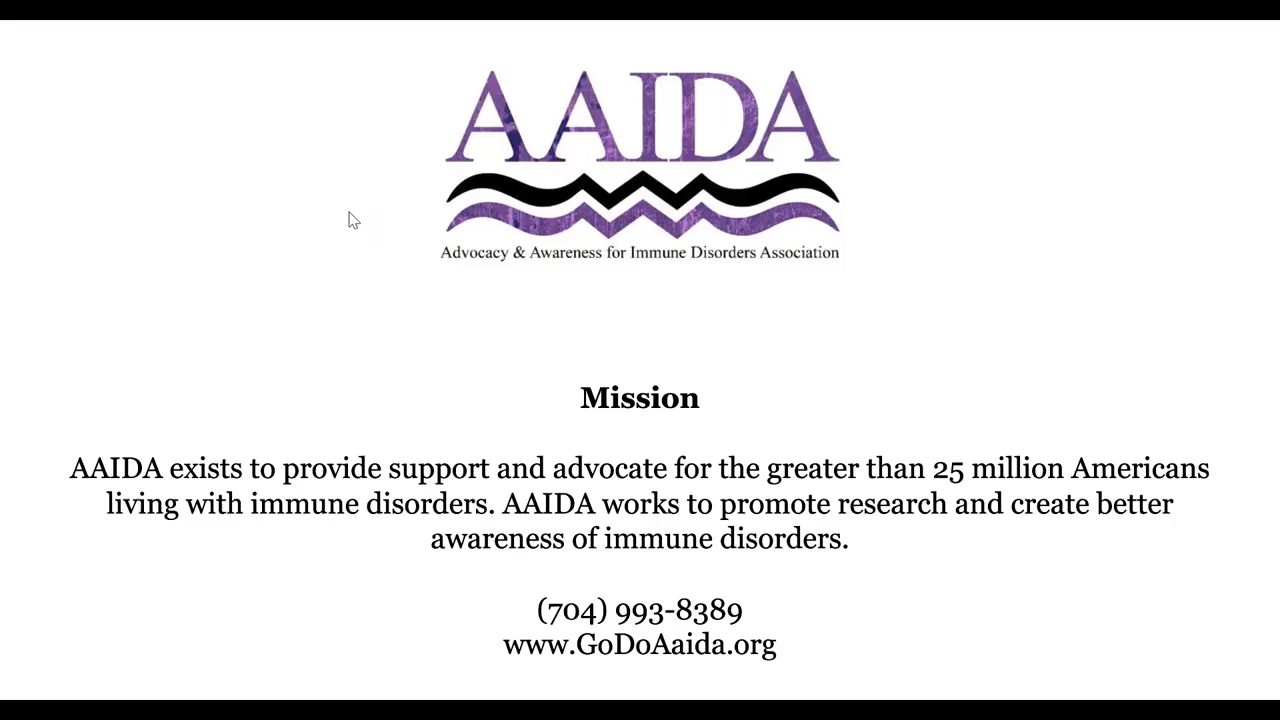 AAIDA
Advocacy & Awareness for Immune Disorders Association
Mission
AAIDA exists to provide support and advocate for the greater than 25 million Americans
living with immune disorders. AAIDA works to promote research and create better
awareness of immune disorders.
(704) 993-8389
www.GoDoAaida.org